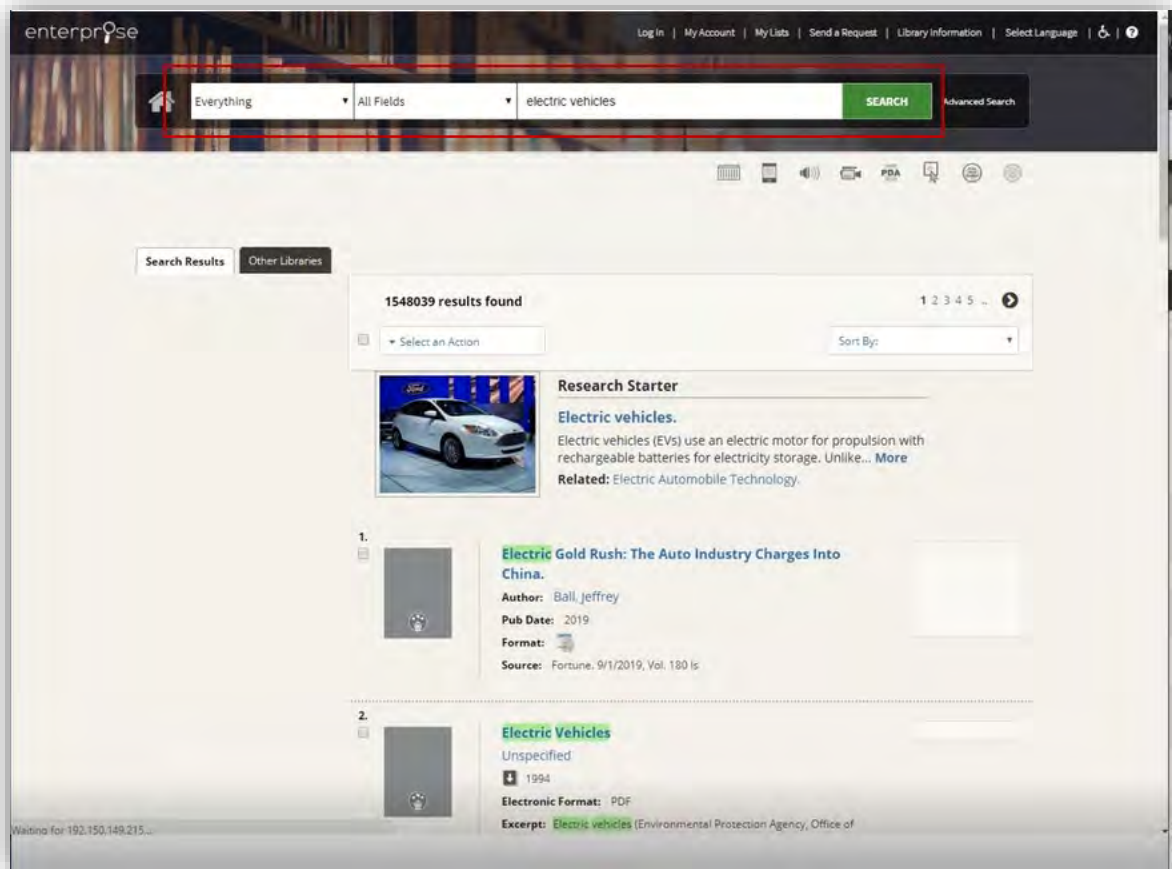 enterprise
Log In | My Account | My Lists | Send a Request | Library Information | Select Language | ?
Everything All Fields electric vehicles SEARCH Advanced Search
PDA
Search Results Other Libraries
1548039 results found 1 2 3 4 5 ..
Select an Action Sort By:
Research Starter
Ford
Electric vehicles.
Electric vehicles (EVs) use an electric motor for propulsion with
rechargeable batteries for electricity storage. Unlike... More
Related: Electric Automobile Technology.
1.
Electric Gold Rush: The Auto Industry Charges Into
China.
Author: Ball, Jeffrey
Pub Date: 2019
Format:
Source: Fortune. 9/1/2019, Vol. 180 Is
2.
Electric Vehicles
Unspecified
1994
Electronic Format: PDF
Excerpt: Electric vehicles (Environmental Protection Agency, Office of
Waiting for 192.150.149.215...